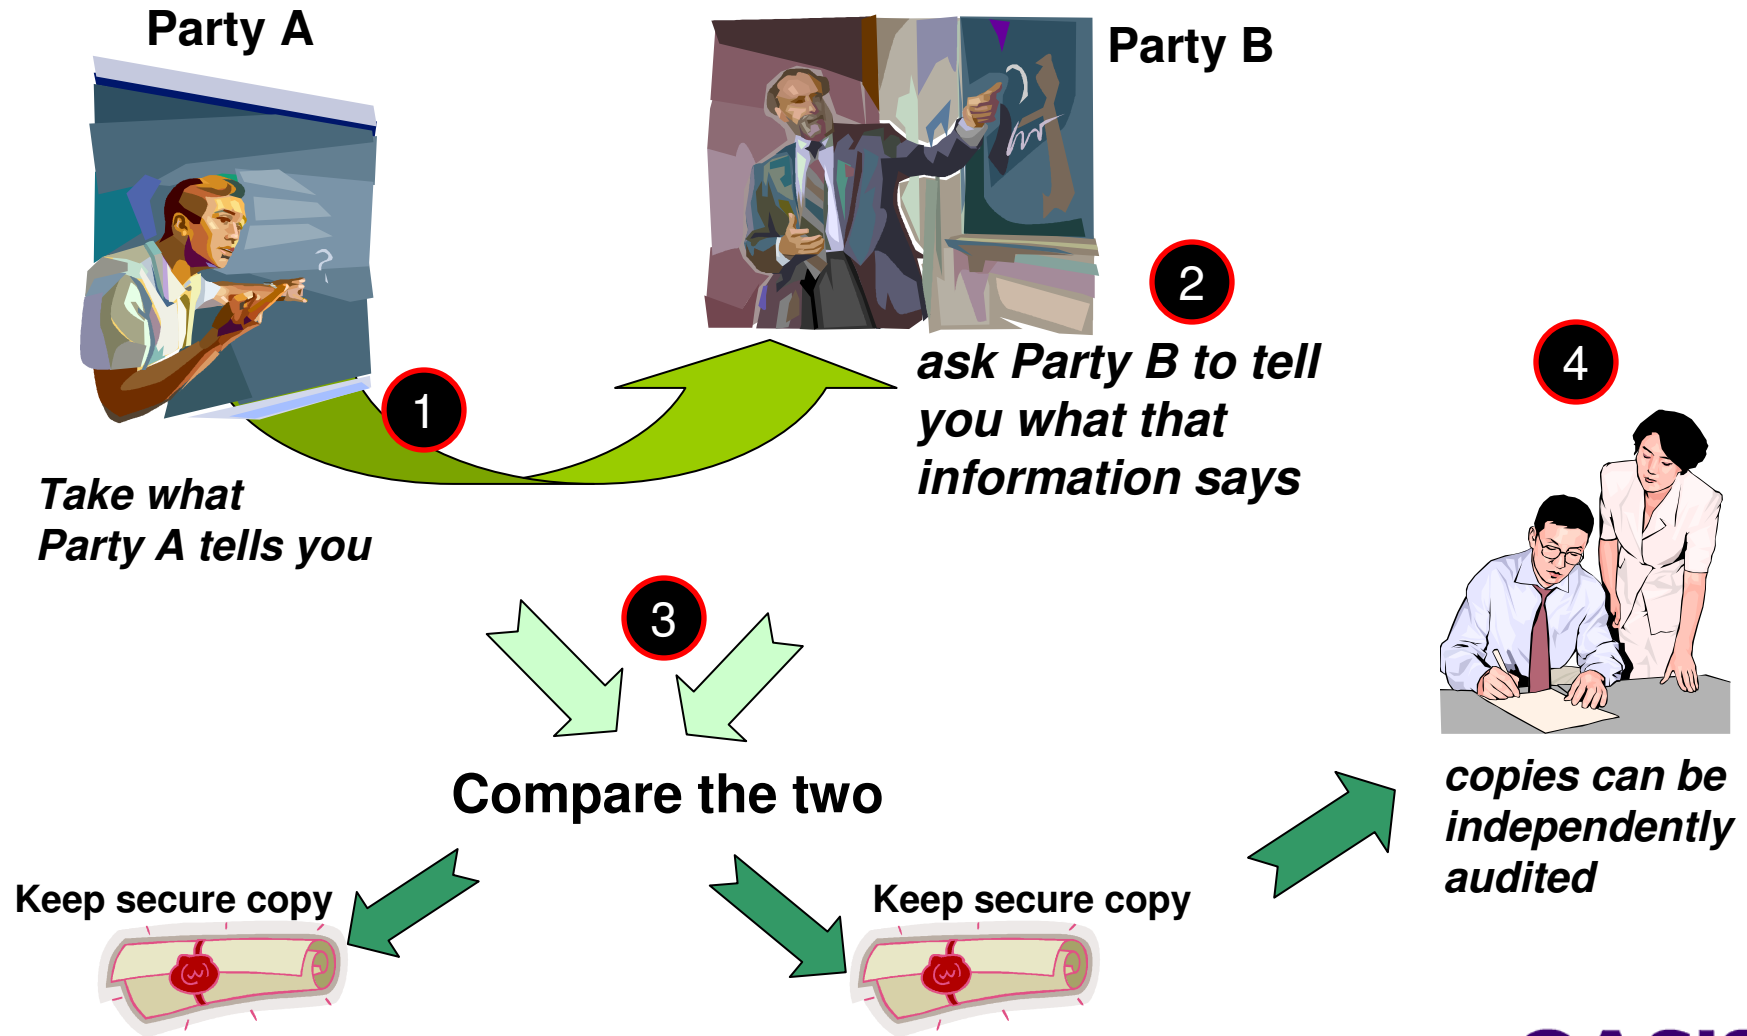 Party A
Party B
1
Take what
Party A tells you
2
ask Party B to tell
you what that
information says
3
Compare the two
Keep secure copy
Keep secure copy
4
copies can be
independently
audited